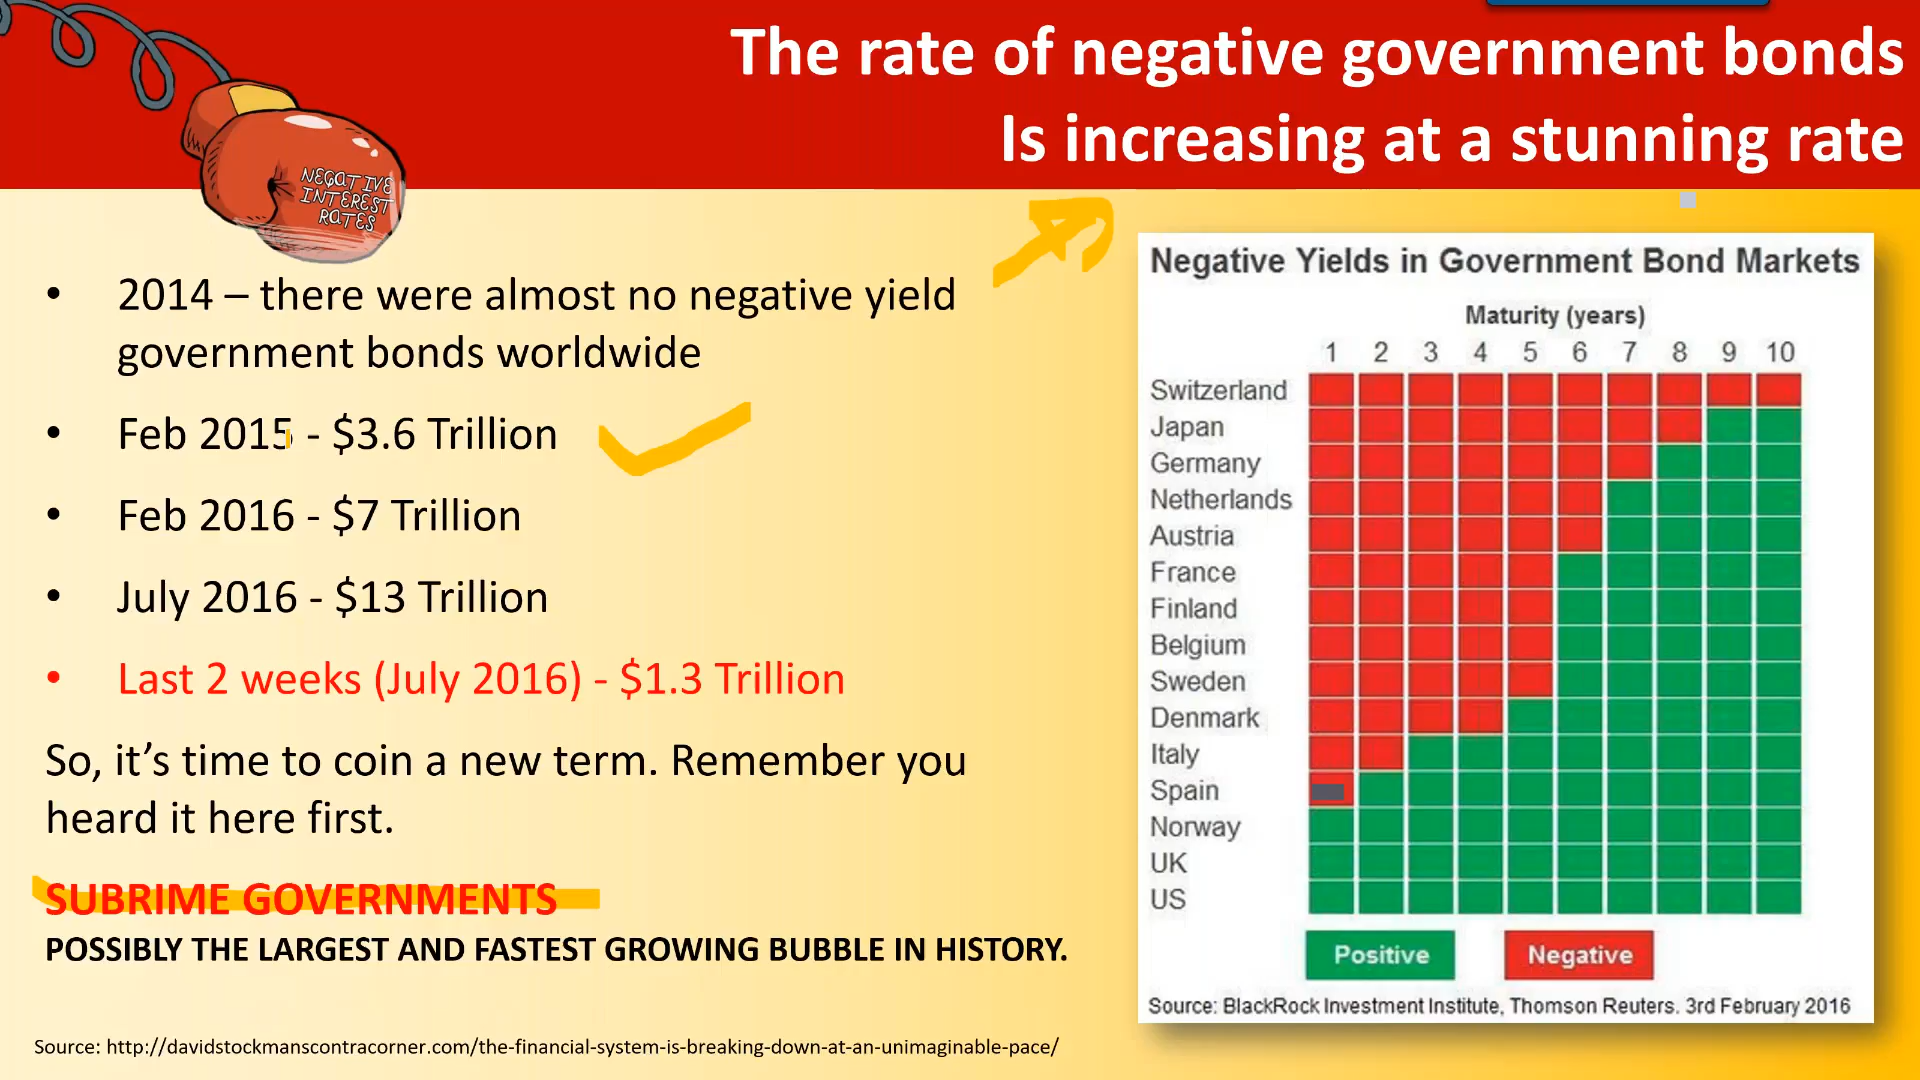 The rate of negative government bonds
Is increasing at a stunning rate
NEGATIVE
INTEREST
RATES
• 2014 – there were almost no negative yield
government bonds worldwide
• Feb 2015 - $3.6 Trillion
• Feb 2016 - $7 Trillion
• July 2016 - $13 Trillion
• Last 2 weeks (July 2016) - $1.3 Trillion
So, it’s time to coin a new term. Remember you
heard it here first.
SUBRIME GOVERNMENTS
POSSIBLY THE LARGEST AND FASTEST GROWING BUBBLE IN HISTORY.
Source: http://davidstockmanscontracorner.com/the-financial-system-is-breaking-down-at-an-unimaginable-pace/
Negative Yields in Government Bond Markets
Maturity (years)
1 2 3 4 5 6 7 8 9 10
Switzerland
Japan
Germany
Netherlands
Austria
France
Finland
Belgium
Sweden
Denmark
Italy
Spain
Norway
UK
US
Positive Negative
Source: BlackRock Investment Institute, Thomson Reuters. 3rd February 2016